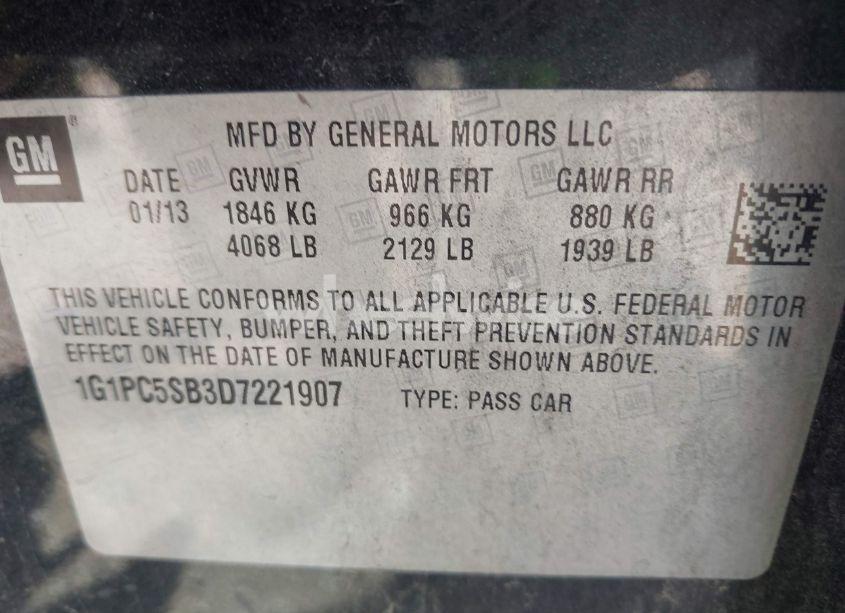 GM®
MFD BY GENERAL MOTORS LLC
DATE GVWR GAWR FRT GAWR RR
01/13 1846 KG 966 KG 880 KG
4068 LB 2129 LB 1939 LB
THIS VEHICLE CONFORMS TO ALL APPLICABLE U.S. FEDERAL MOTOR
VEHICLE SAFETY, BUMPER, AND THEFT PREVENTION STANDARDS IN
EFFECT ON THE DATE OF MANUFACTURE SHOWN ABOVE.
1G1PC5SB3D7221907 TYPE: PASS CAR